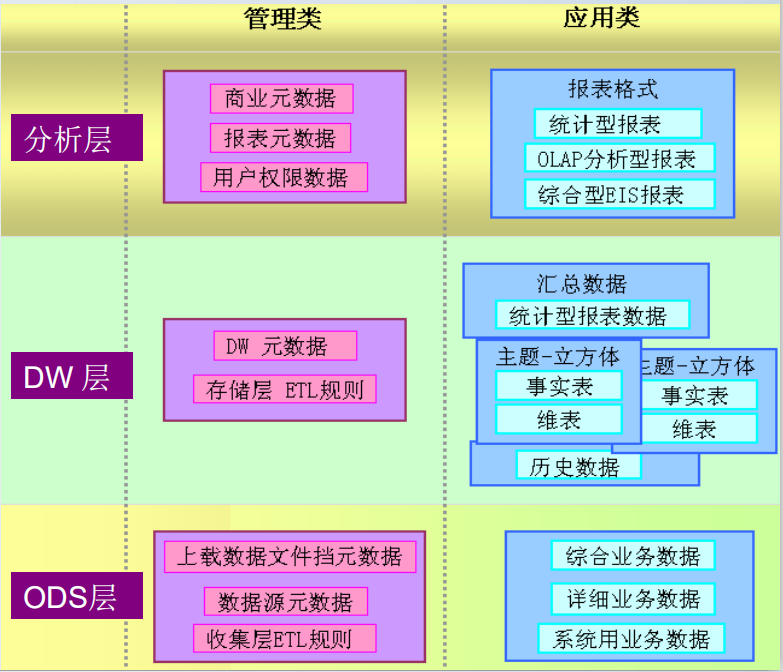 管理类
应用类
分析层
商业元数据
报表元数据
用户权限数据
报表格式
统计型报表
OLAP分析型报表
综合型EIS报表
DW 层
DW 元数据
存储层 ETL规则
汇总数据
统计型报表数据
主题-立方体
事实表
维表
主题-立方体
事实表
维表
历史数据
ODS层
上载数据文件挡元数据
数据源元数据
收集层ETL规则
综合业务数据
详细业务数据
系统用业务数据